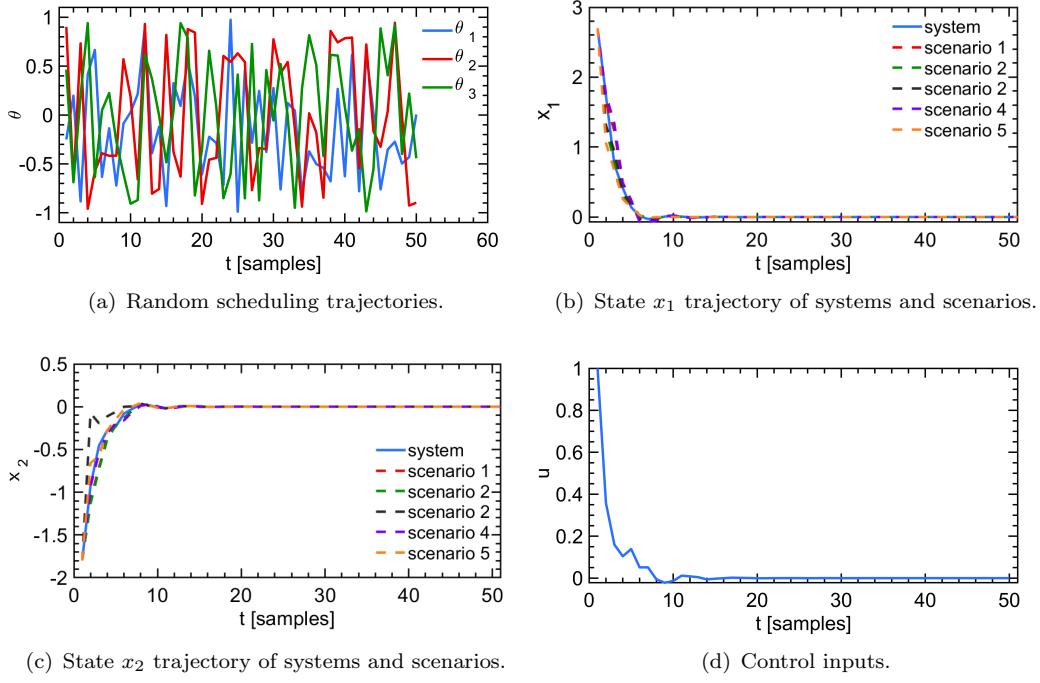 1
0.5
0
-0.5
-1
θ
θ 1
θ 2
θ 3
0 10 20 30 40 50 60
t [samples]
(a) Random scheduling trajectories.
3
2
1
0
x1
system
scenario 1
scenario 2
scenario 2
scenario 4
scenario 5
0 10 20 30 40 50
t [samples]
(b) State x1 trajectory of systems and scenarios.
0.5
0
-0.5
-1
-1.5
-2
x2
system
scenario 1
scenario 2
scenario 2
scenario 4
scenario 5
0 10 20 30 40 50
t [samples]
(c) State x2 trajectory of systems and scenarios.
1
0.8
0.6
0.4
0.2
0
u
0 10 20 30 40 50
t [samples]
(d) Control inputs.